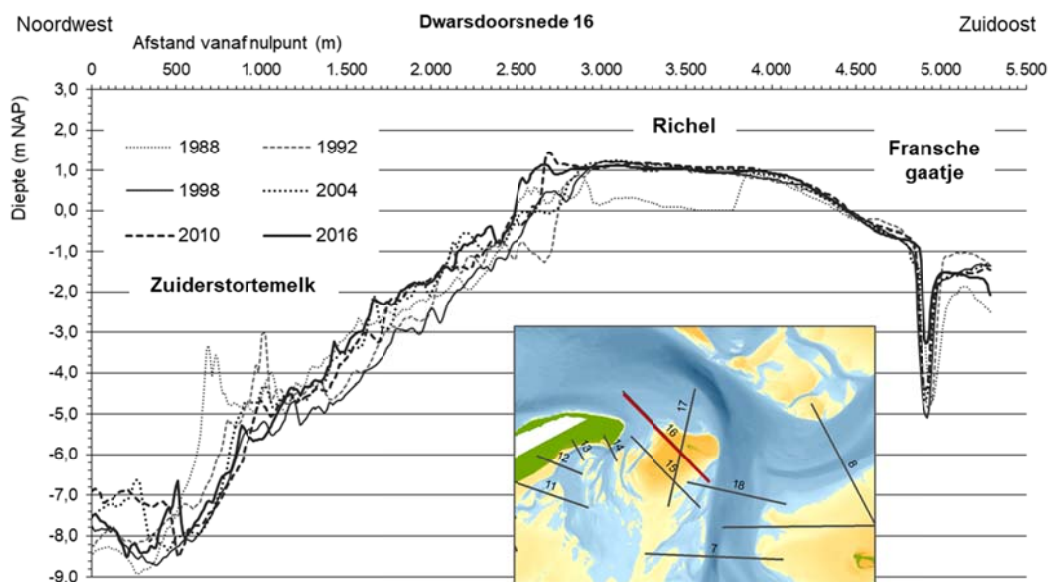 Noordwest
Dwarsdoorsnede 16
Zuidoost
Afstand vanaf nulpunt (m)
0 500 1.000 1.500 2.000 2.500 3.000 3.500 4.000 4.500 5.000 5.500
Diepte (m NAP)
3,0
2,0
1,0
0,0
-1,0
-2,0
-3,0
-4,0
-5,0
-6,0
-7,0
-8,0
-9,0
1988
1992
1998
2004
2010
2016
Richel
Fransche
gaatje
Zuiderstortemelk
17
16
15
14
13
12
11
18
8
7